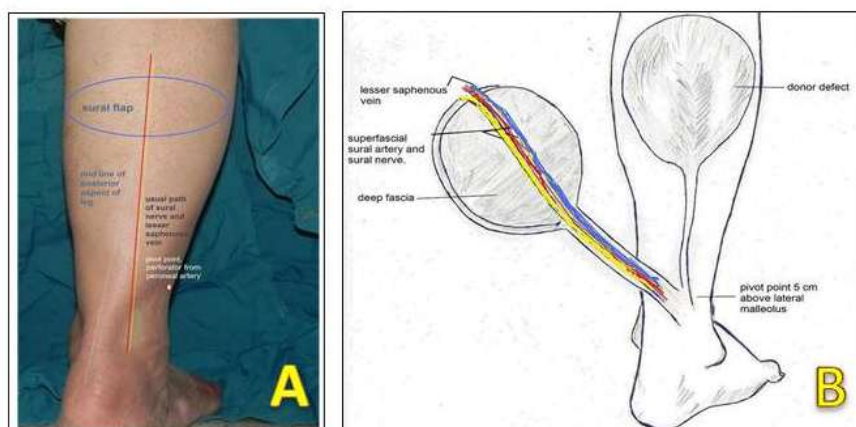 sural flap
mid line of
posterior
aspect of
leg
usual path
of sural
nerve and
lesser
saphenous
vein
pivot point,
perforator from
peroneal artery
A
lesser saphenous
vein
superfascial
sural artery and
sural nerve.
deep fascia
donor defect
pivot point 5 cm
above lateral
malleolus
B